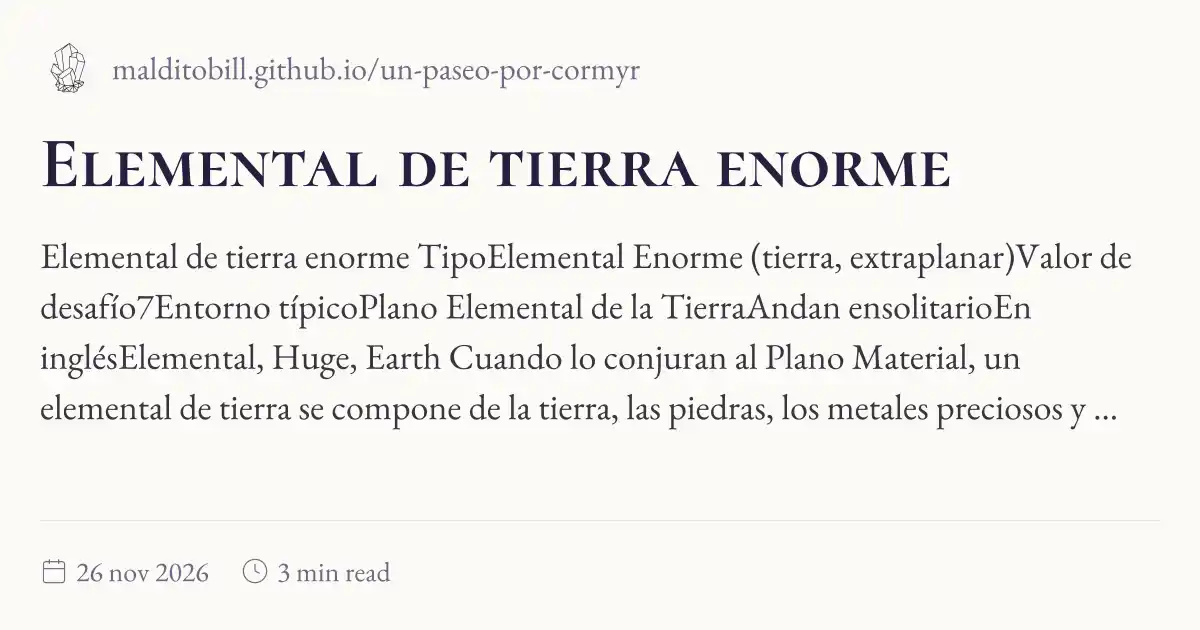 malditobill.github.io/un-paseo-por-cormyr
Elemental de tierra enorme
Elemental de tierra enorme TipoElemental Enorme (tierra, extraplanar)Valor de
desafío7Entorno típicoPlano Elemental de la TierraAndan ensolitarioEn
inglésElemental, Huge, Earth Cuando lo conjuran al Plano Material, un
elemental de tierra se compone de la tierra, las piedras, los metales preciosos y ...
26 nov 2026 3 min read